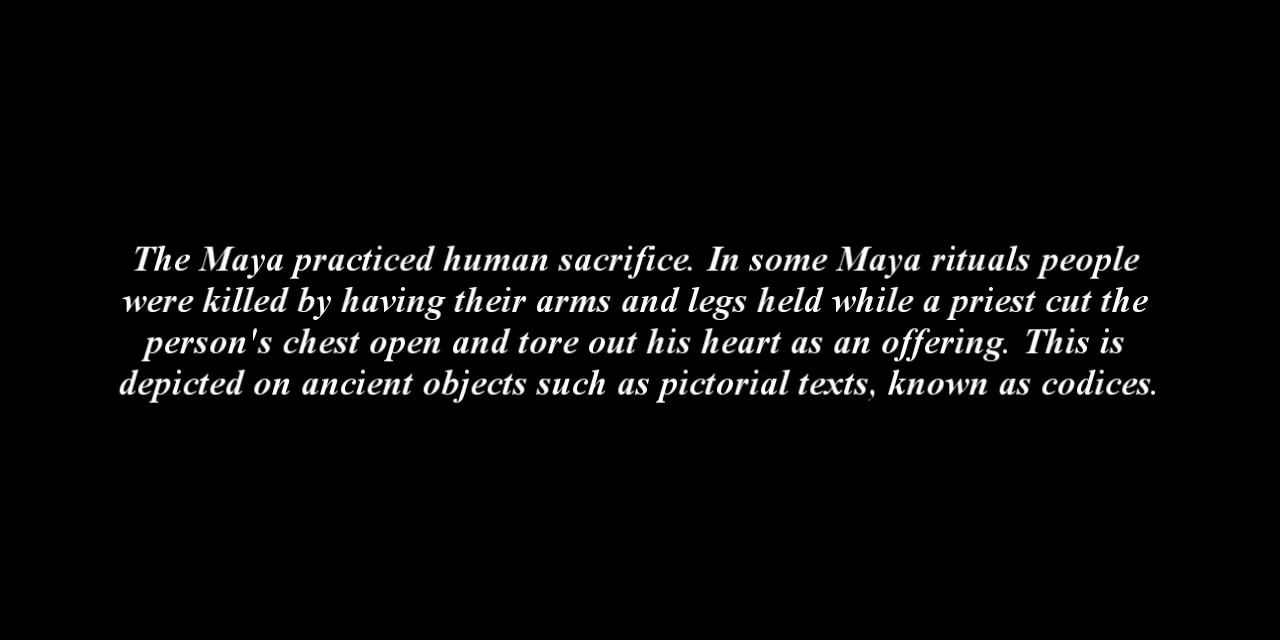 The Maya practiced human sacrifice. In some Maya rituals people
were killed by having their arms and legs held while a priest cut the
person's chest open and tore out his heart as an offering. This is
depicted on ancient objects such as pictorial texts, known as codices.